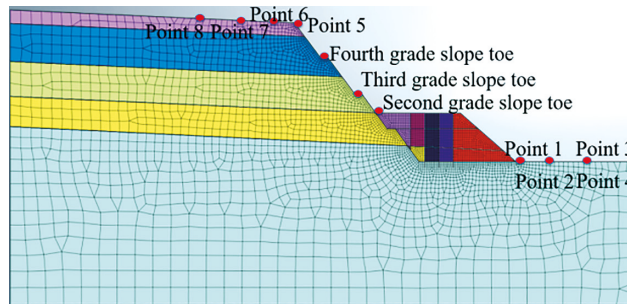 Point 6
Point 8 Point 7 Point 5
Fourth grade slope toe
Third grade slope toe
Second grade slope toe
Point 1 Point 3
Point 2 Point 4